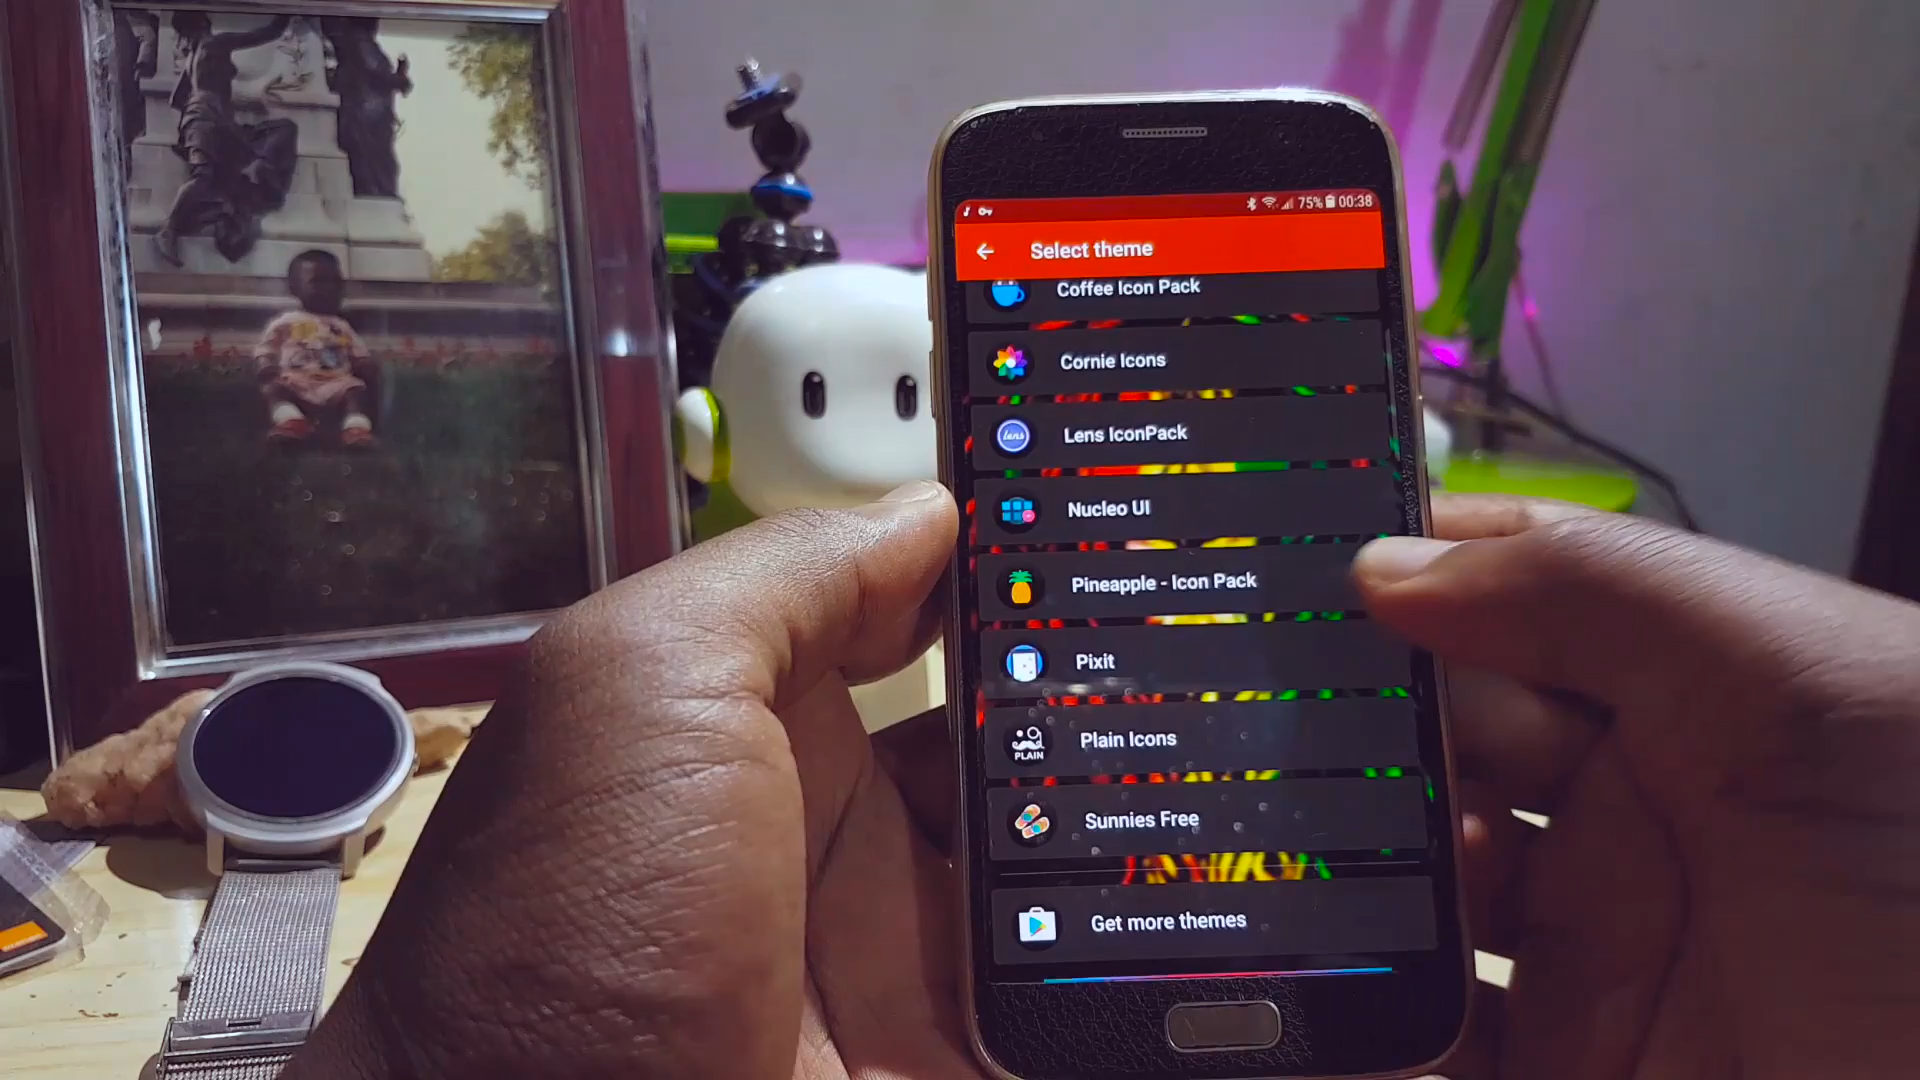 75% 00:38
Select theme
Coffee Icon Pack
Cornie Icons
lens
Lens IconPack
Nucleo UI
Pineapple - Icon Pack
Pixit
PLAIN
Plain Icons
Sunnies Free
Get more themes